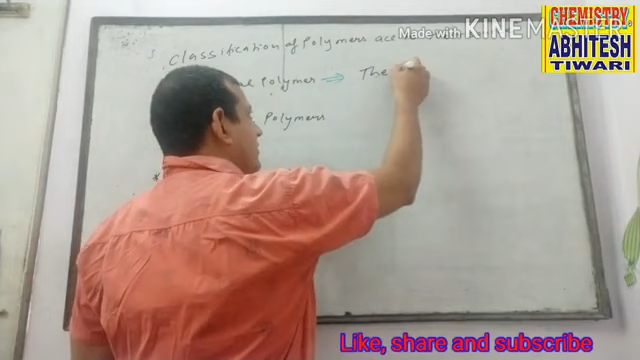 Classification of Polymers acc
Polymer ⇒ The
Polymers
Made with KINEMASTER
CHEMISTRY
ABHITESH
TIWARI
Like, share and subscribe